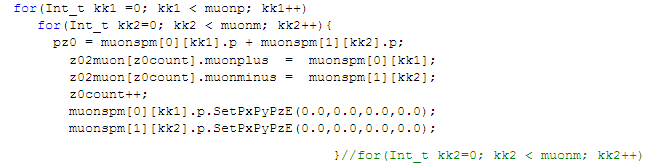 for(Int_t kk1 =0; kk1 < muonp; kk1++)
for(Int_t kk2=0; kk2 < muonm; kk2++){
pz0 = muonspm[0][kk1].p + muonspm[1][kk2].p;
z02muon[z0count].muonplus = muonspm[0][kk1];
z02muon[z0count].muonminus = muonspm[1][kk2];
z0count++;
muonspm[0][kk1].p.SetPxPyPzE(0.0,0.0,0.0,0.0);
muonspm[1][kk2].p.SetPxPyPzE(0.0,0.0,0.0,0.0);
}//for(Int_t kk2=0; kk2 < muonm; kk2++)